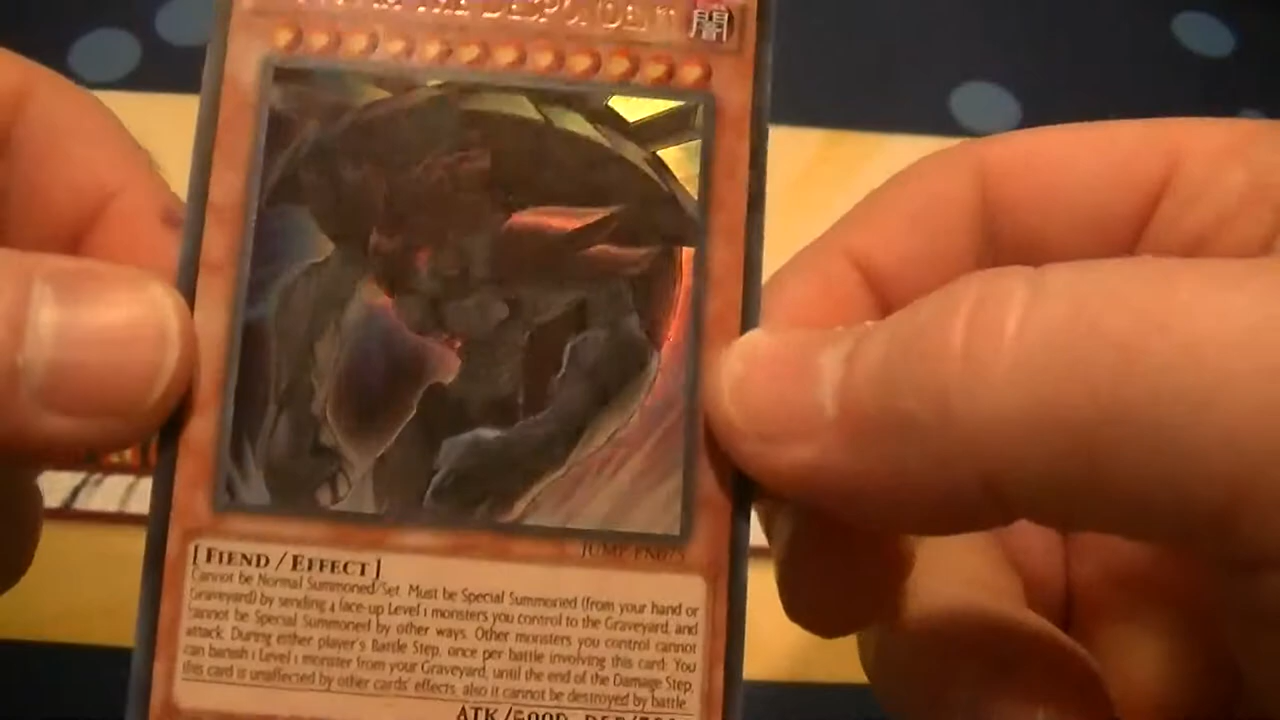 THE DESPONDENT
闇
JUMP-EN075
[ FIEND / EFFECT ]
Cannot be Normal Summoned/Set. Must be Special Summoned (from your hand or
Graveyard) by sending 4 face-up Level 1 monsters you control to the Graveyard, and
cannot be Special Summoned by other ways. Other monsters you control cannot
attack. During either player's Battle Step, once per battle involving this card: You
can banish 1 Level 1 monster from your Graveyard; until the end of the Damage Step,
this card is unaffected by other cards' effects, also it cannot be destroyed by battle.
ATK/